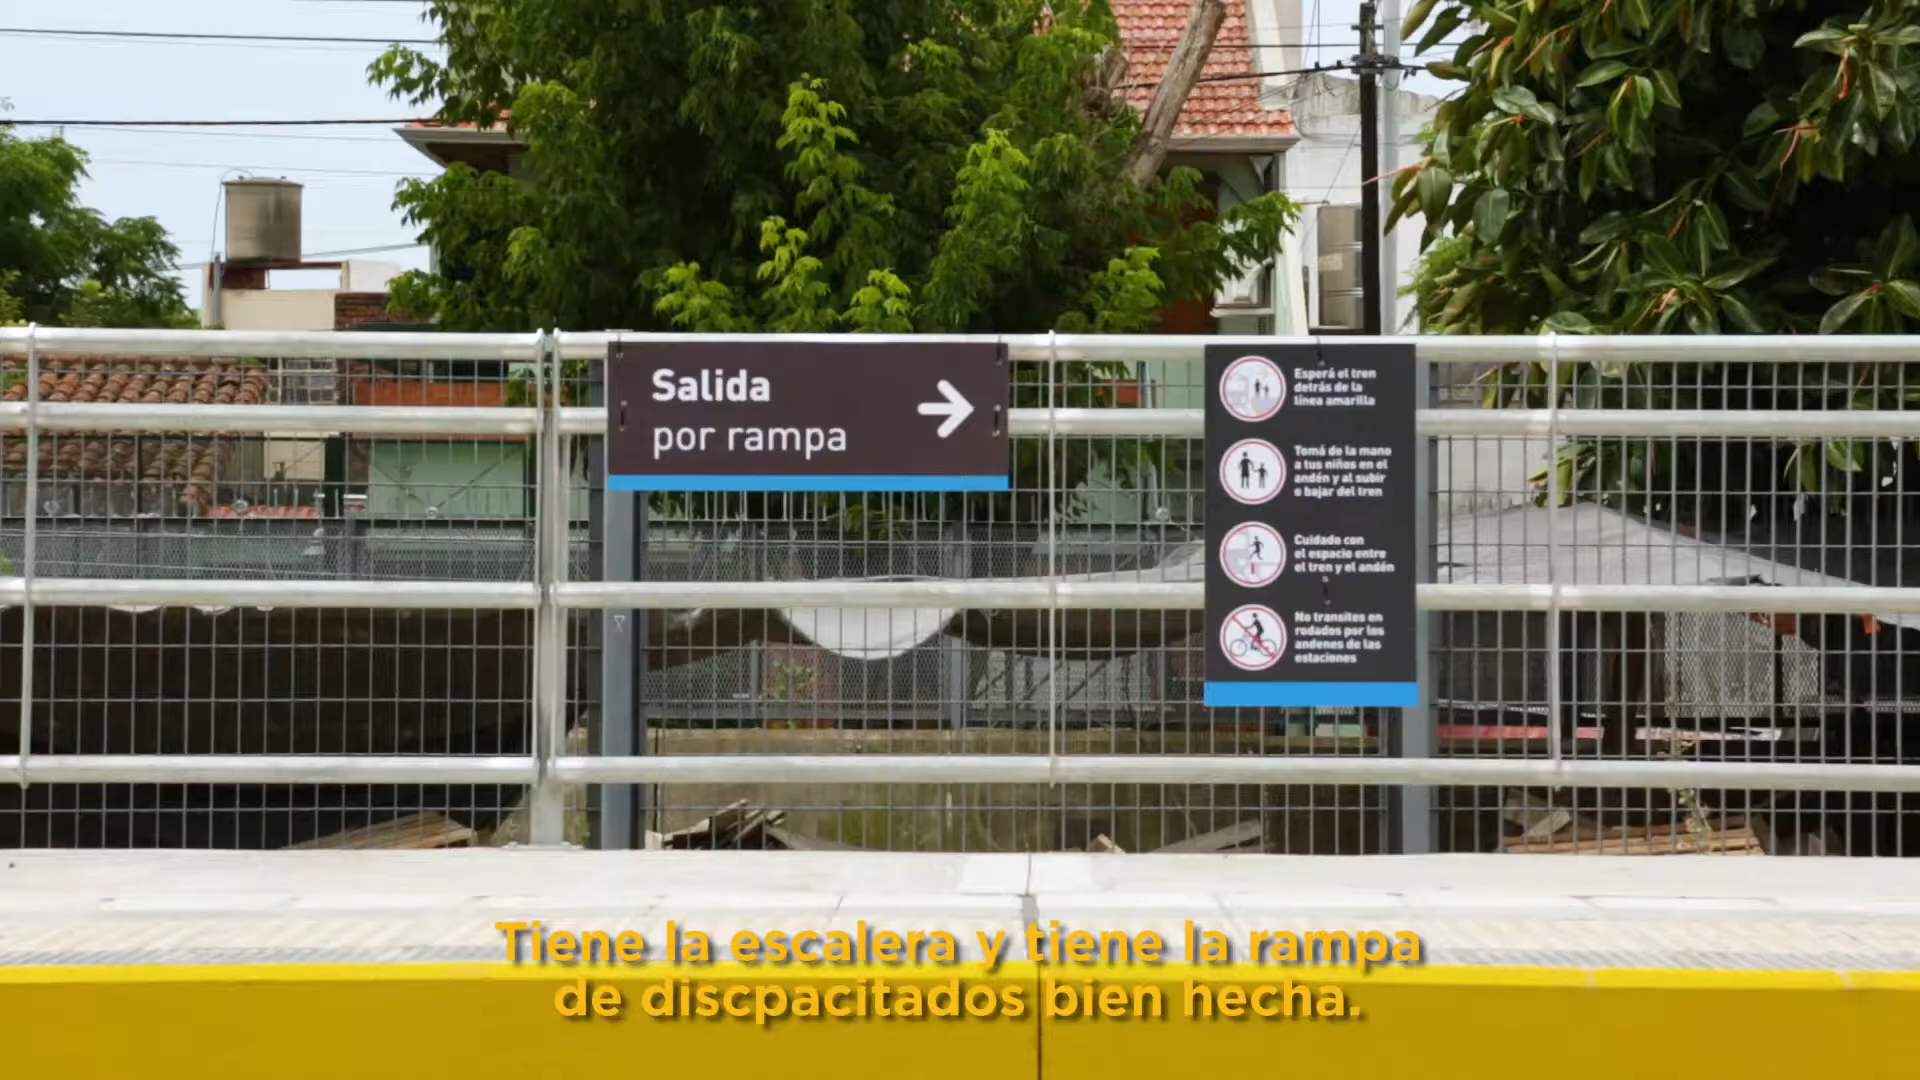 Salida
por rampa
Esperá el tren
detrás de la
línea amarilla
Tomá de la mano
a tus niños en el
andén y al subir
o bajar del tren
Cuidado con
el espacio entre
el tren y el andén
No transites en
rodados por los
andenes de las
estaciones
Tiene la escalera y tiene la rampa
de discpacitados bien hecha.